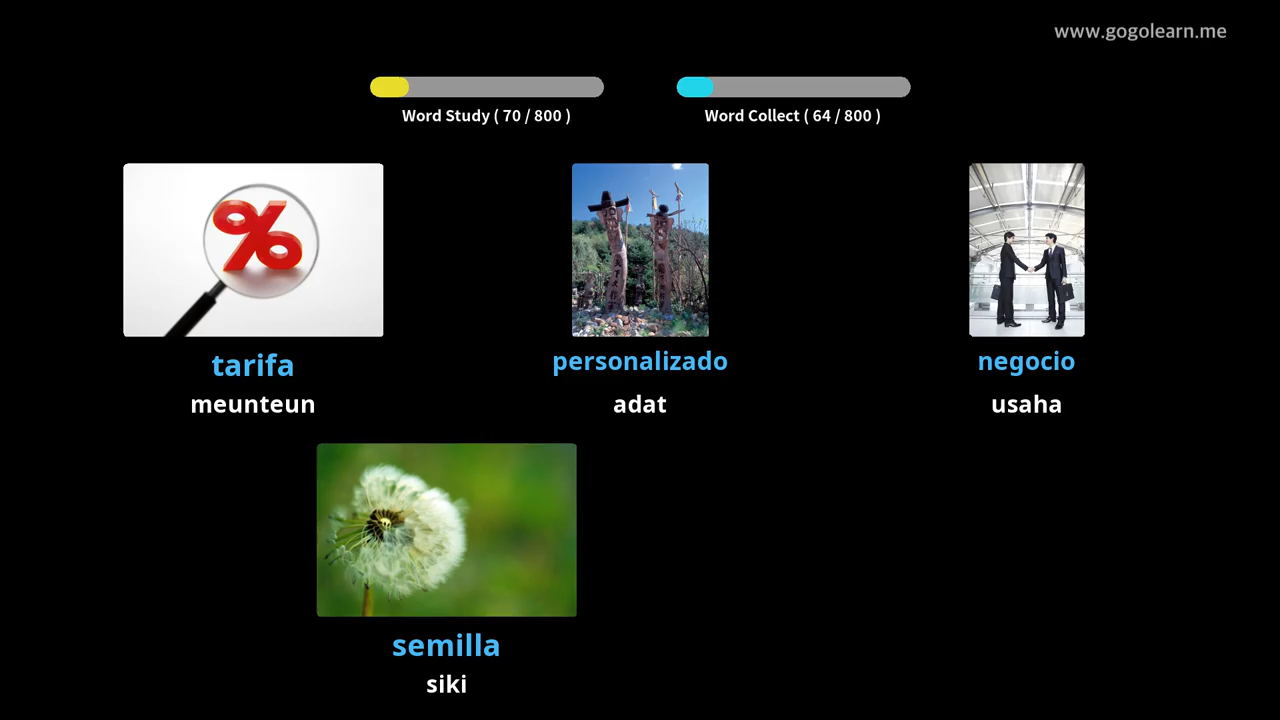 www.gogolearn.me
Word Study ( 70 / 800 )
Word Collect ( 64 / 800 )
tarifa
meunteun
personalizado
adat
negocio
usaha
semilla
siki